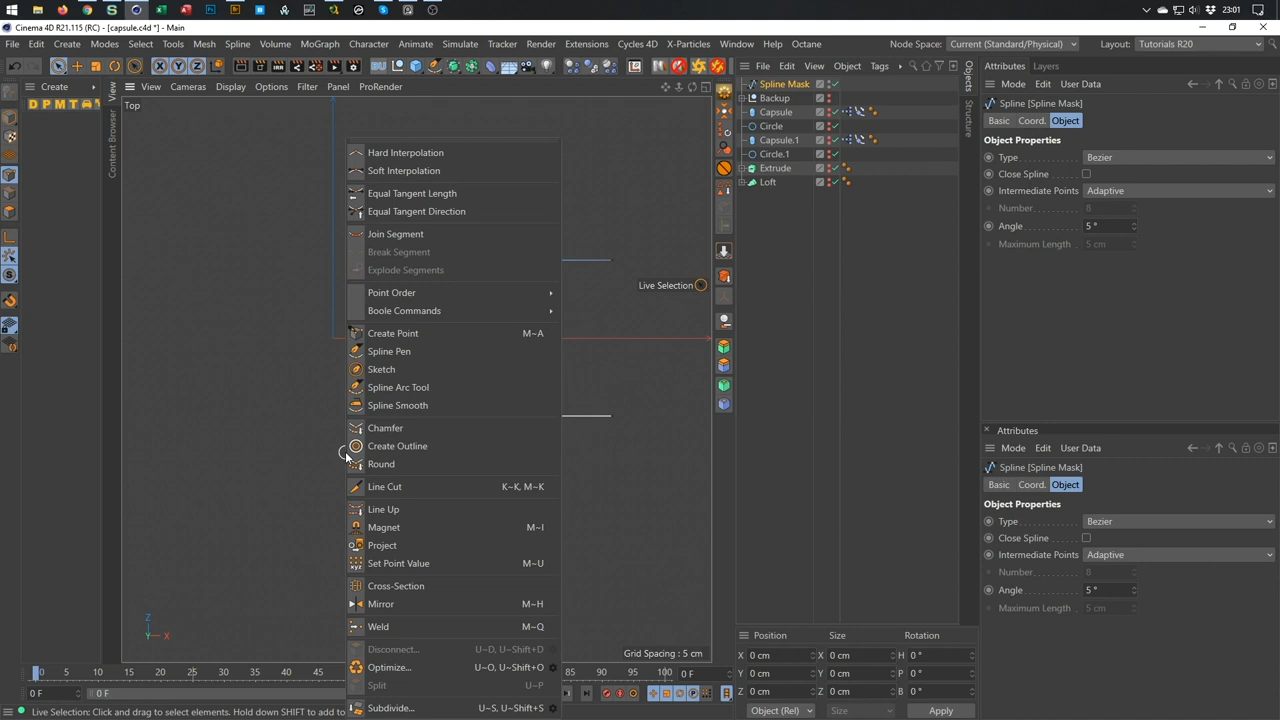 23:01
Cinema 4D R21.115 (RC) - [capsule.c4d *] - Main
File Edit Create Modes Select Tools Mesh Spline Volume MoGraph Character Animate Simulate Tracker Render Extensions Cycles 4D X-Particles Window Help Octane Node Space: Current (Standard/Physical) Layout: Tutorials R20
X Y Z
Create View Cameras Display Options Filter Panel ProRender
File Edit View Object Tags
Attributes Layers
Mode Edit User Data
D P M T
View
Content Browser
Objects
Structure
Top
Hard Interpolation
Soft Interpolation
Equal Tangent Length
Equal Tangent Direction
Join Segment
Break Segment
Explode Segments
Point Order
Boole Commands
Create Point M~A
Spline Pen
Sketch
Spline Arc Tool
Spline Smooth
Chamfer
Create Outline
Round
Line Cut K~K, M~K
Line Up
Magnet M~I
Project
Set Point Value M~U
Cross-Section
Mirror M~H
Weld M~Q
Disconnect... U~D, U~Shift+D
Optimize... U~O, U~Shift+O
Split U~P
Subdivide... U~S, U~Shift+S
Live Selection
Z
Y X
Grid Spacing : 5 cm
Spline Mask
Backup
Capsule
Circle
Capsule.1
Circle.1
Extrude
Loft
Spline [Spline Mask]
Basic Coord. Object
Object Properties
Type Bezier
Close Spline
Intermediate Points Adaptive
Number 8
Angle 5 °
Maximum Length 5 cm
Attributes
Mode Edit User Data
Spline [Spline Mask]
Basic Coord. Object
Object Properties
Type Bezier
Close Spline
Intermediate Points Adaptive
Number 8
Angle 5 °
Maximum Length 5 cm
Position Size Rotation
X 0 cm X 0 cm H 0 °
Y 0 cm Y 0 cm P 0 °
Z 0 cm Z 0 cm B 0 °
Object (Rel) Size Apply
0 5 10 15 20 25 30 35 40 45 80 85 90 95 100 0 F
0 F 0 F
Live Selection: Click and drag to select elements. Hold down SHIFT to add to